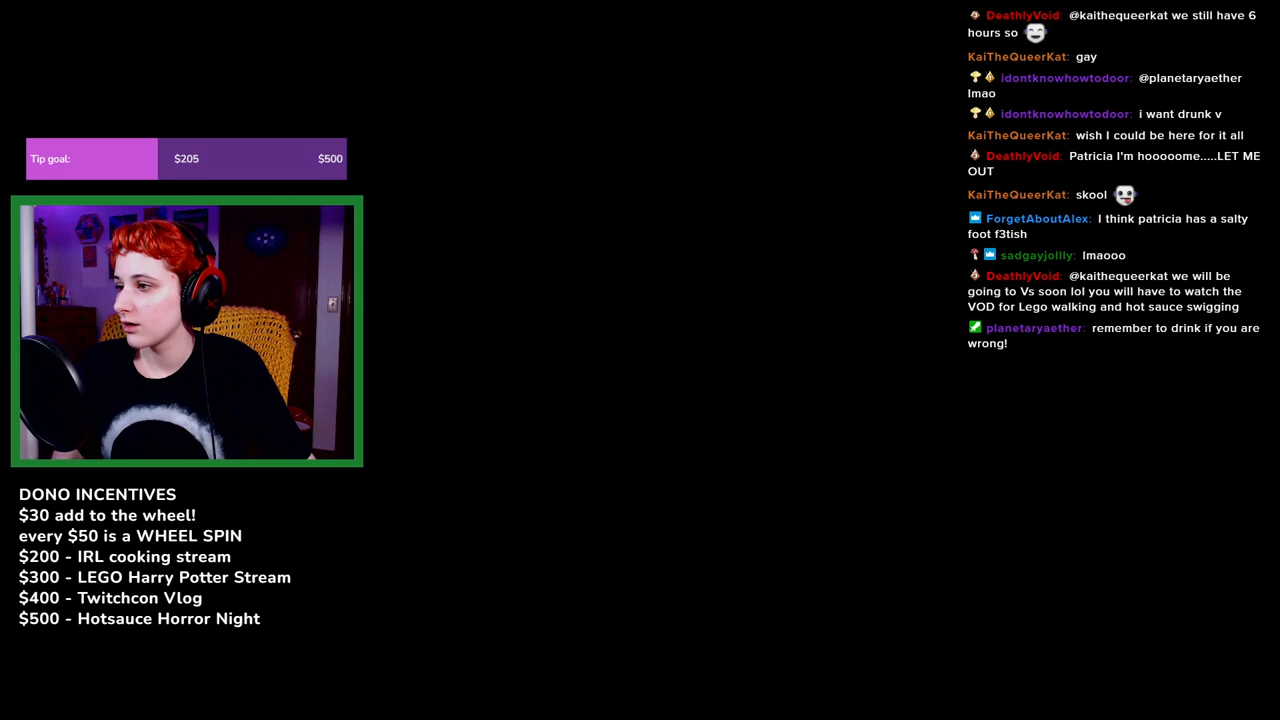 Tip goal: $205 $500
DONO INCENTIVES
$30 add to the wheel!
every $50 is a WHEEL SPIN
$200 - IRL cooking stream
$300 - LEGO Harry Potter Stream
$400 - Twitchcon Vlog
$500 - Hotsauce Horror Night
DeathlyVoid: @kaithequeerkat we still have 6
hours so
KaiTheQueerKat: gay
idontknowhowtodoor: @planetaryaether
lmao
idontknowhowtodoor: i want drunk v
KaiTheQueerKat: wish I could be here for it all
DeathlyVoid: Patricia I'm hooooome.....LET ME
OUT
KaiTheQueerKat: skool
ForgetAboutAlex: I think patricia has a salty
foot f3tish
sadgayjollly: lmaooo
DeathlyVoid: @kaithequeerkat we will be
going to Vs soon lol you will have to watch the
VOD for Lego walking and hot sauce swigging
planetaryaether: remember to drink if you are
wrong!